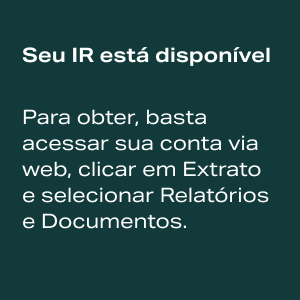 Seu IR está disponível
Para obter, basta
acessar sua conta via
web, clicar em Extrato
e selecionar Relatórios
e Documentos.